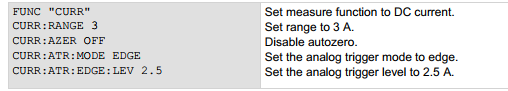 FUNC "CURR" Set measure function to DC current.
CURR:RANGE 3 Set range to 3 A.
CURR:AZER OFF Disable autozero.
CURR:ATR:MODE EDGE Set the analog trigger mode to edge.
CURR:ATR:EDGE:LEV 2.5 Set the analog trigger level to 2.5 A.